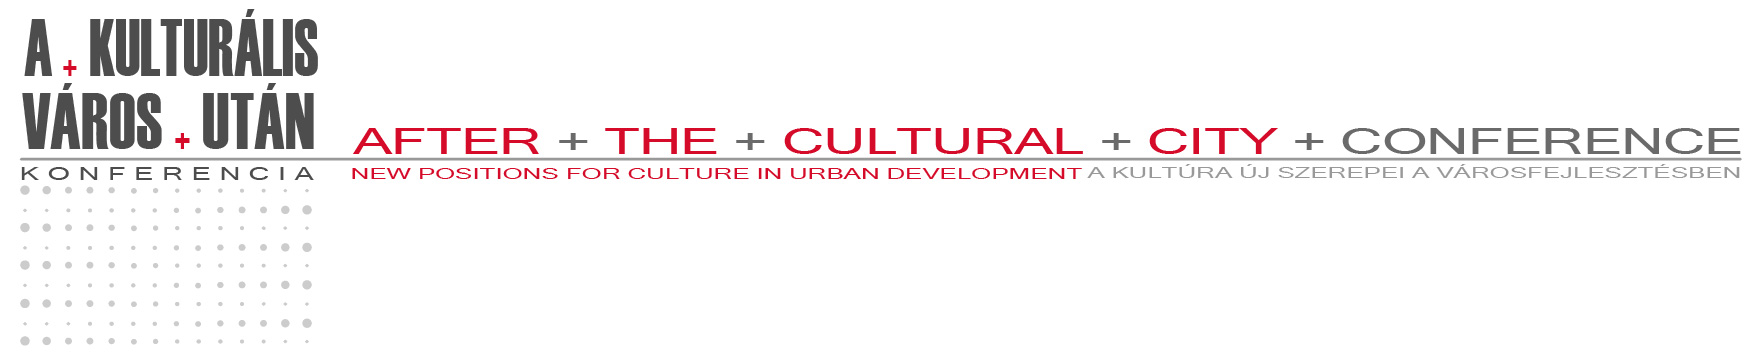 A + KULTURÁLIS
VÁROS + UTÁN
KONFERENCIA
AFTER + THE + CULTURAL + CITY + CONFERENCE
NEW POSITIONS FOR CULTURE IN URBAN DEVELOPMENT A KULTÚRA ÚJ SZEREPEI A VÁROSFEJLESZTÉSBEN